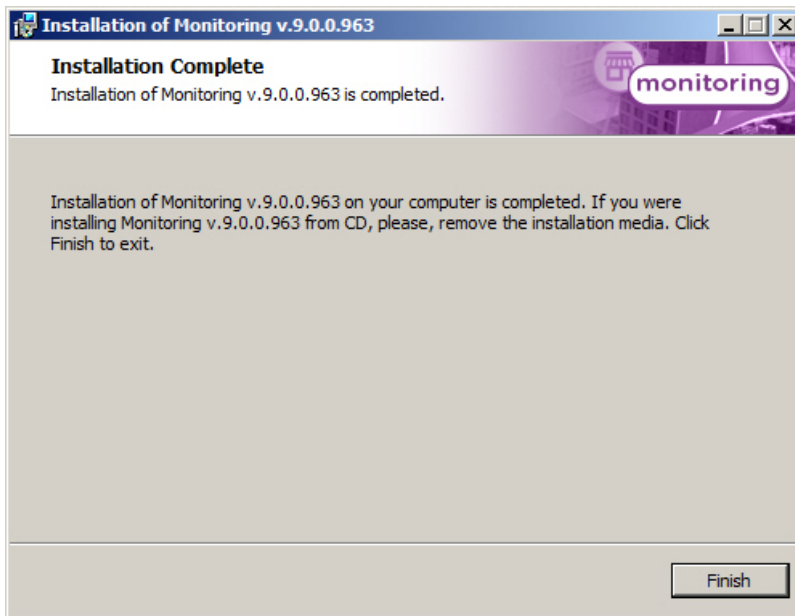 Installation of Monitoring v.9.0.0.963
Installation Complete
Installation of Monitoring v.9.0.0.963 is completed.
monitoring
Installation of Monitoring v.9.0.0.963 on your computer is completed. If you were
installing Monitoring v.9.0.0.963 from CD, please, remove the installation media. Click
Finish to exit.
Finish